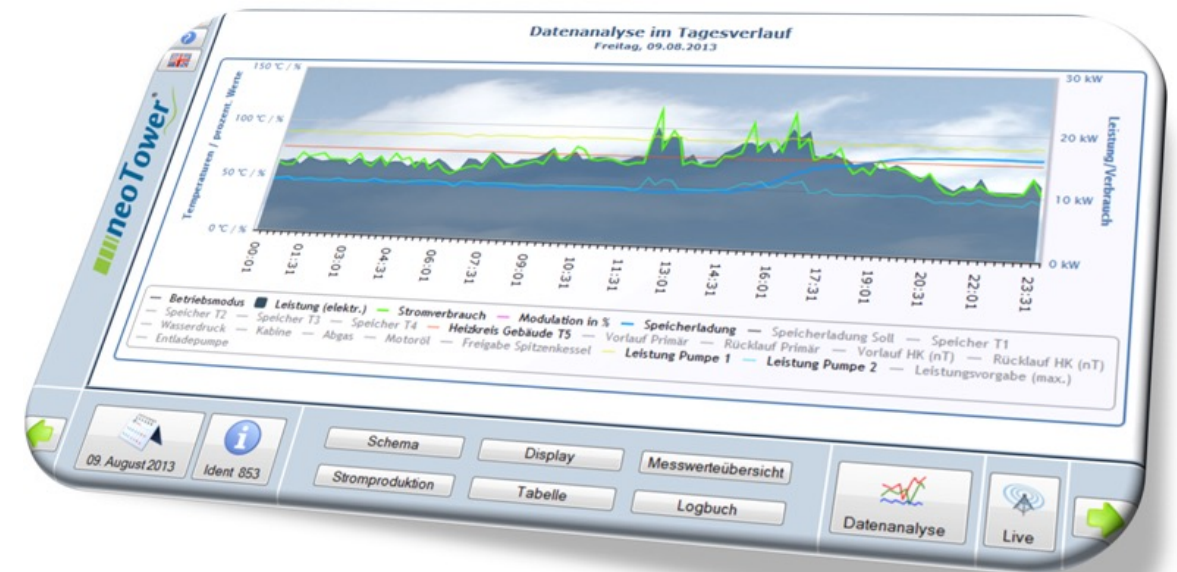 Datenanalyse im Tagesverlauf
Freitag, 09.08.2013
neoTower®
Temperaturen / prozent. Werte
150 °C / %
100 °C / %
50 °C / %
0 °C / %
30 kW
20 kW
10 kW
0 kW
Leistung/Verbrauch
00:01 01:31 03:01 04:31 06:01 07:31 09:01 10:31 11:31 13:01 14:31 16:01 17:31 19:01 20:31 22:01 23:31
Betriebsmodus Leistung (elektr.) Stromverbrauch Modulation in % Speicherladung Speicherladung Soll Speicher T1
Speicher T2 Speicher T3 Speicher T4 Heizkreis Gebäude T5 Vorlauf Primär Rücklauf Primär Vorlauf HK (nT) Rücklauf HK (nT)
Wasserdruck Kabine Abgas Motoröl Freigabe Spitzenkessel Leistung Pumpe 1 Leistung Pumpe 2 Leistungsvorgabe (max.)
Entladepumpe
09. August 2013
Ident 853
Schema
Display
Messwerteübersicht
Stromproduktion
Tabelle
Logbuch
Datenanalyse
Live